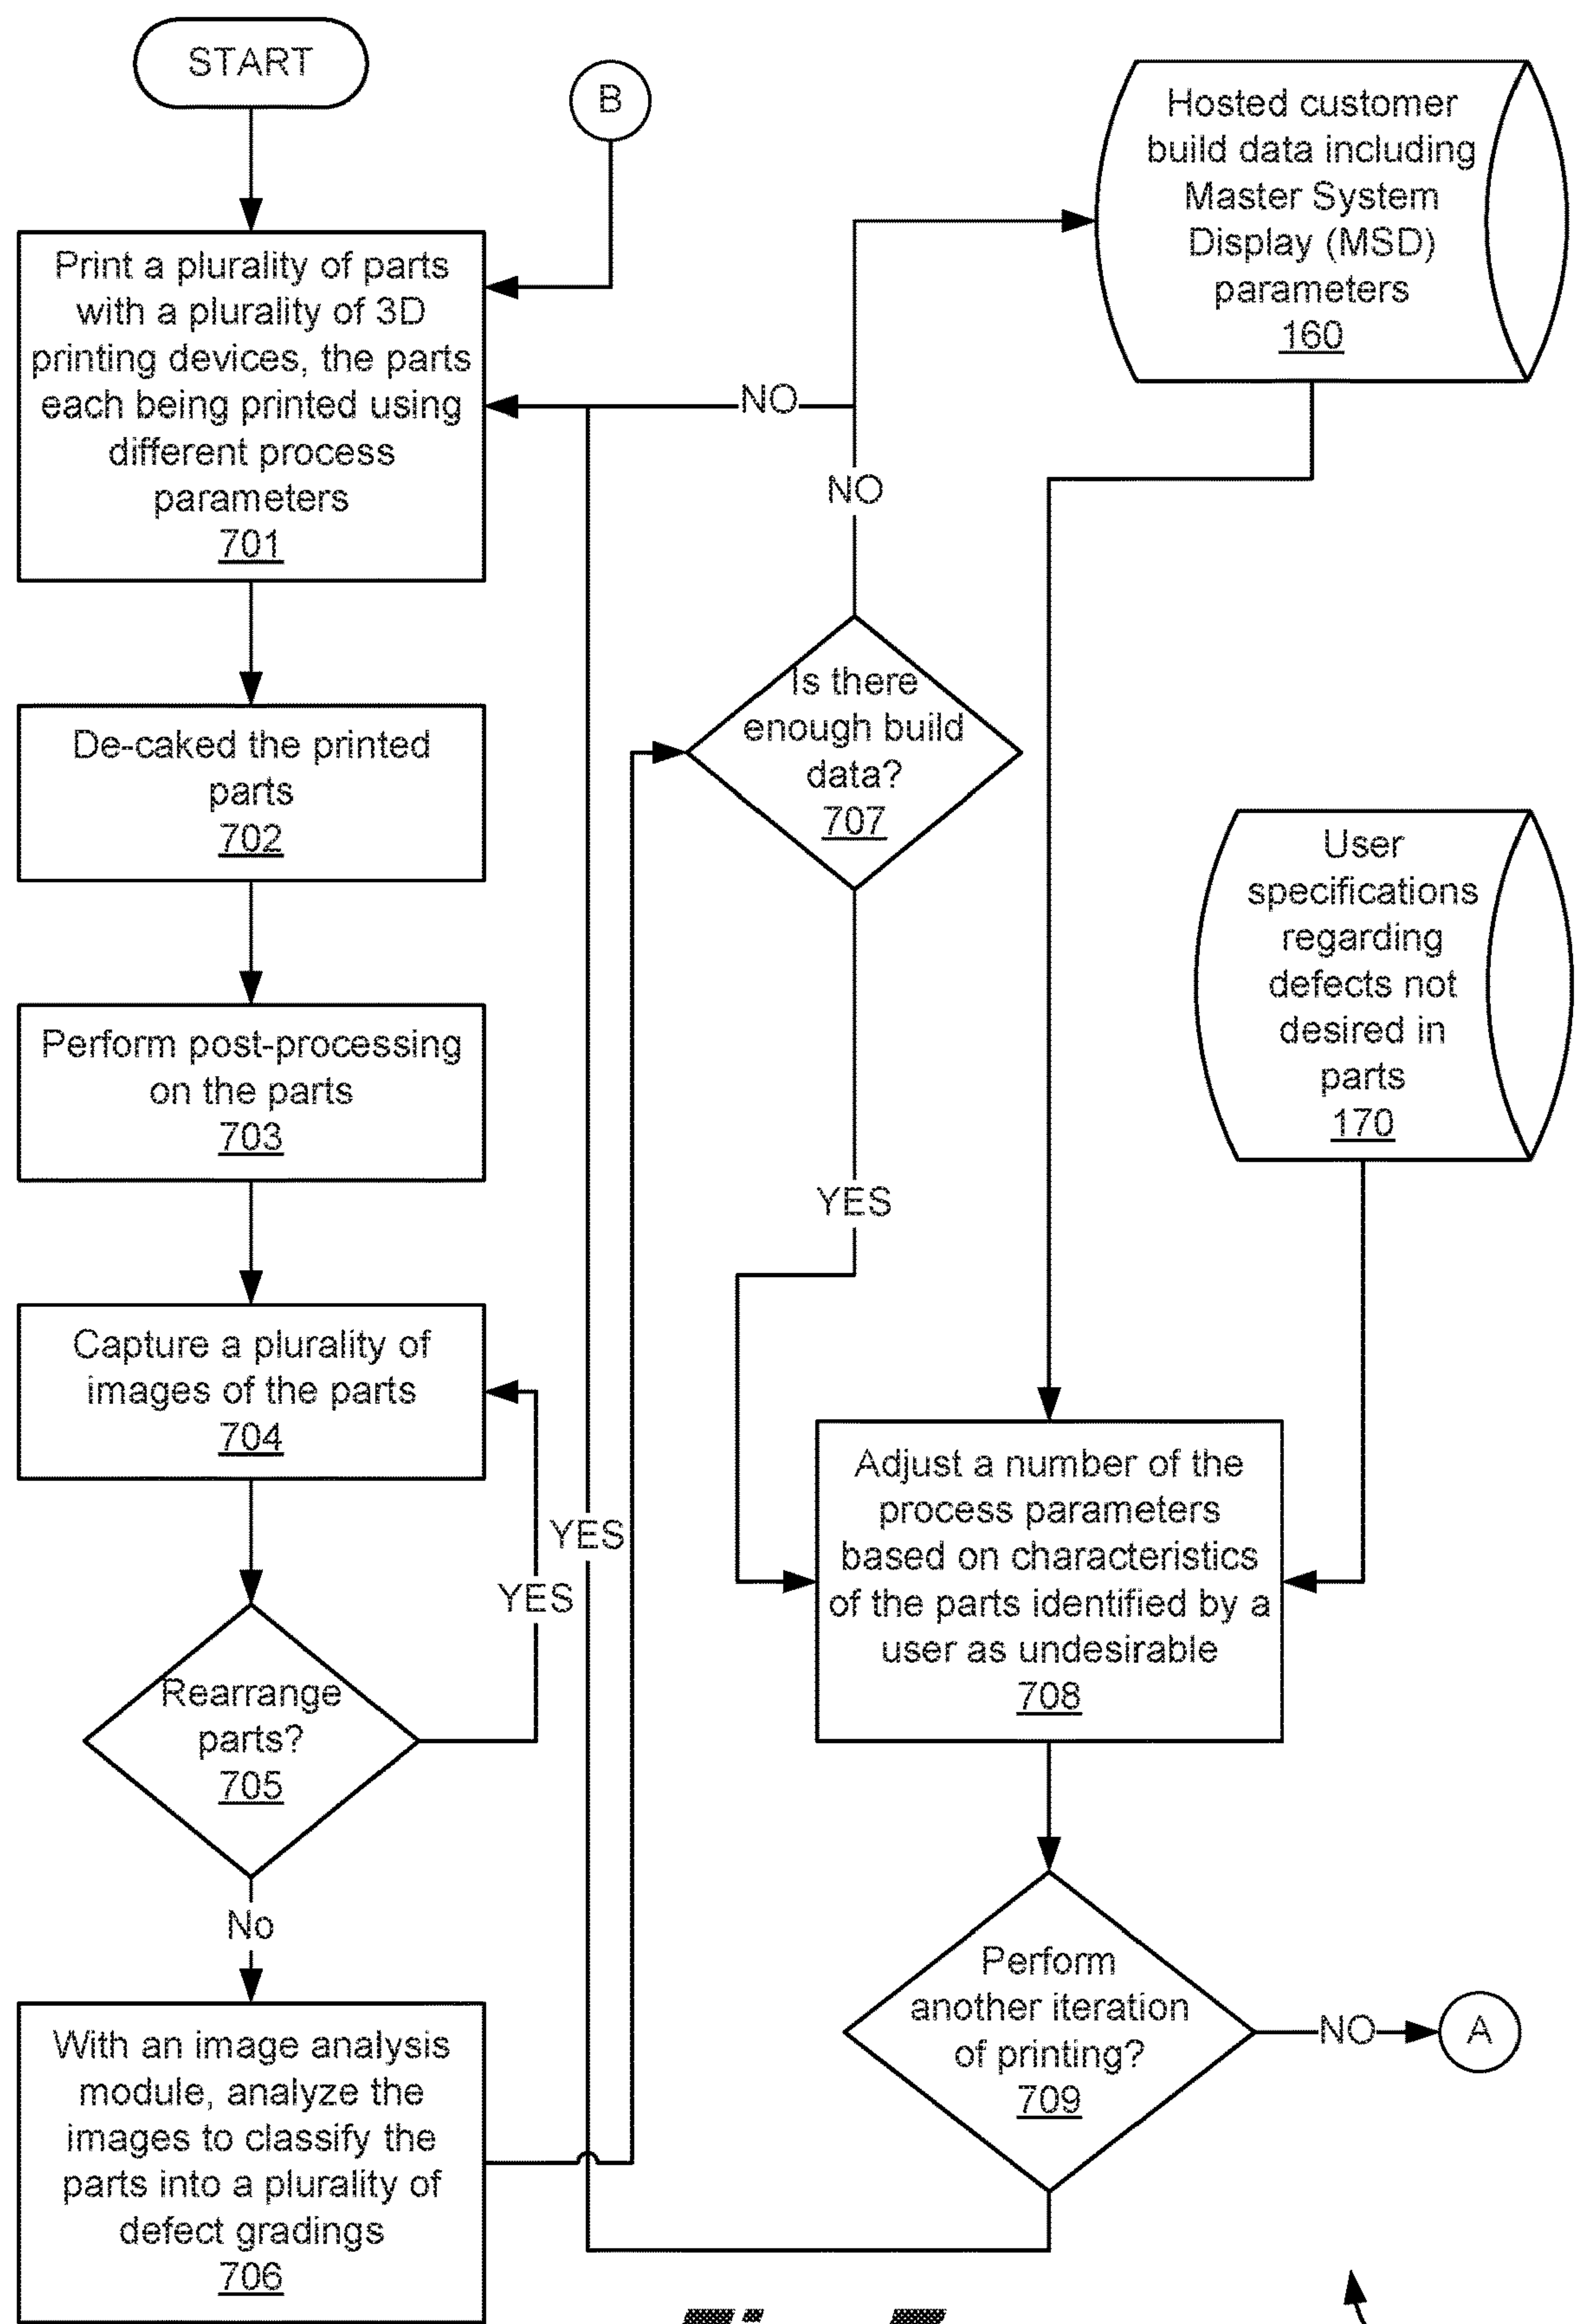 START
B
Print a plurality of parts
with a plurality of 3D
printing devices, the parts
each being printed using
different process
parameters
701
De-caked the printed
parts
702
Perform post-processing
on the parts
703
Capture a plurality of
images of the parts
704
YES
Rearrange
parts?
705
No
With an image analysis
module, analyze the
images to classify the
parts into a plurality of
defect gradings
706
Is there
enough build
data?
707
NO
NO
YES
Hosted customer
build data including
Master System
Display (MSD)
parameters
160
User
specifications
regarding
defects not
desired in
parts
170
Adjust a number of the
process parameters
based on characteristics
of the parts identified by a
user as undesirable
708
Perform
another iteration
of printing?
709
YES
NO
A